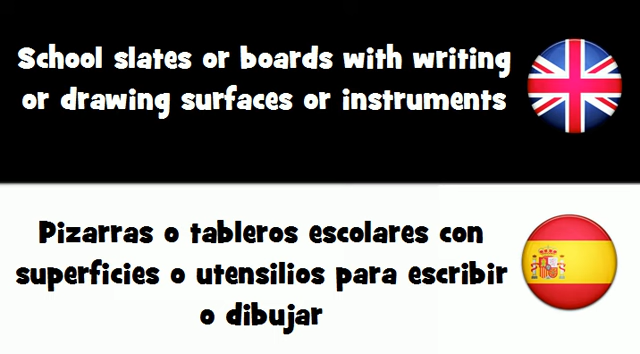 School slates or boards with writing
or drawing surfaces or instruments
Pizarras o tableros escolares con
superficies o utensilios para escribir
o dibujar